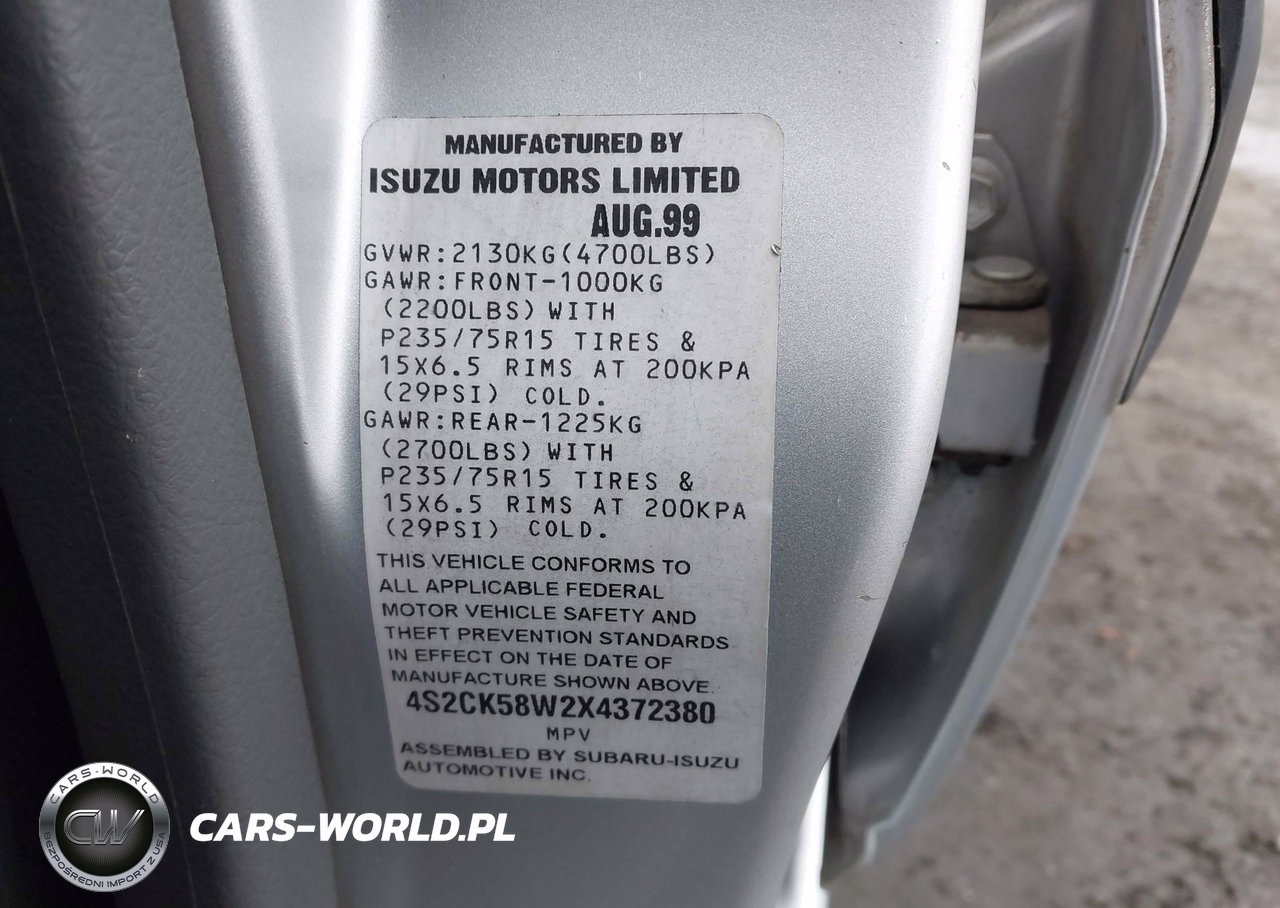 MANUFACTURED BY
ISUZU MOTORS LIMITED
AUG.99
GVWR:2130KG(4700LBS)
GAWR:FRONT-1000KG
(2200LBS) WITH
P235/75R15 TIRES &
15X6.5 RIMS AT 200KPA
(29PSI) COLD.
GAWR:REAR-1225KG
(2700LBS) WITH
P235/75R15 TIRES &
15X6.5 RIMS AT 200KPA
(29PSI) COLD.
THIS VEHICLE CONFORMS TO
ALL APPLICABLE FEDERAL
MOTOR VEHICLE SAFETY AND
THEFT PREVENTION STANDARDS
IN EFFECT ON THE DATE OF
MANUFACTURE SHOWN ABOVE.
4S2CK58W2X4372380
MPV
ASSEMBLED BY SUBARU-ISUZU
AUTOMOTIVE INC.
CARS-WORLD
CW
BEZPOŚREDNI IMPORT Z USA
CARS-WORLD.PL